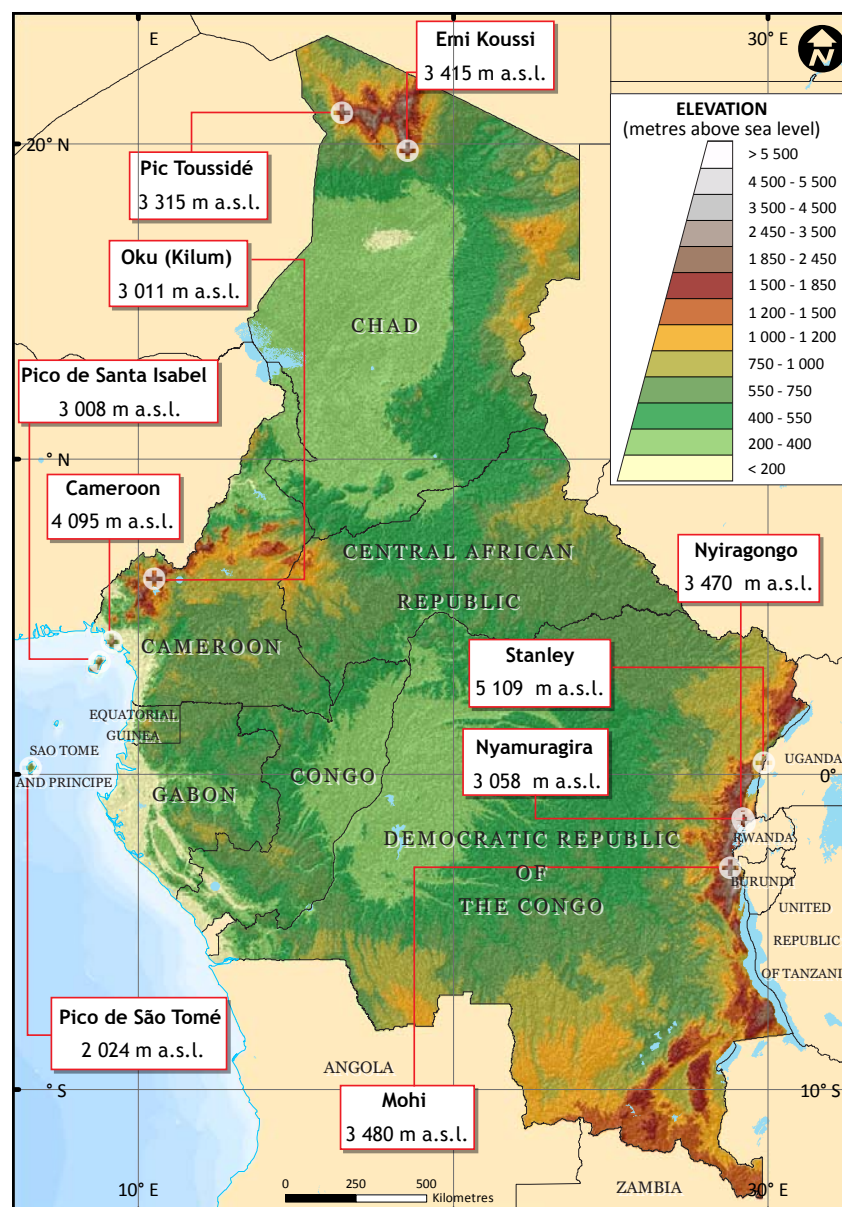 E
30° E
N
Emi Koussi
3 415 m a.s.l.
ELEVATION
(metres above sea level)
> 5 500
4 500 - 5 500
3 500 - 4 500
2 450 - 3 500
1 850 - 2 450
1 500 - 1 850
1 200 - 1 500
1 000 - 1 200
750 - 1 000
550 - 750
400 - 550
200 - 400
< 200
20° N
Pic Toussidé
3 315 m a.s.l.
Oku (Kilum)
3 011 m a.s.l.
CHAD
Pico de Santa Isabel
3 008 m a.s.l.
° N
Cameroon
4 095 m a.s.l.
CENTRAL AFRICAN
REPUBLIC
Nyiragongo
3 470 m a.s.l.
CAMEROON
Stanley
5 109 m a.s.l.
EQUATORIAL
GUINEA
SAO TOME
AND PRINCIPE
Nyamuragira
3 058 m a.s.l.
UGANDA
0°
CONGO
GABON
DEMOCRATIC REPUBLIC
OF
THE CONGO
RWANDA
BURUNDI
UNITED
REPUBLIC
OF TANZANI
Pico de São Tomé
2 024 m a.s.l.
ANGOLA
° S
10° S
Mohi
3 480 m a.s.l.
ZAMBIA
10° E
0 250 500
Kilometres
30° E